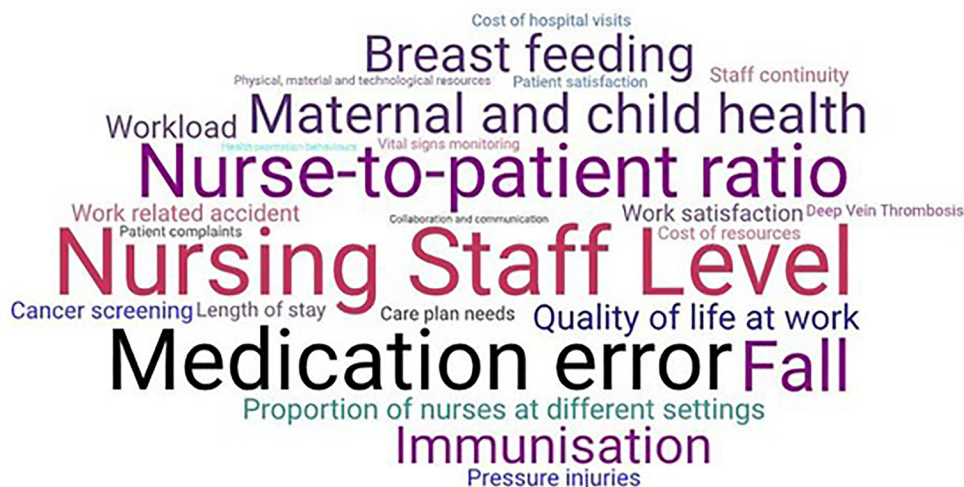 Cost of hospital visits
Breast feeding
Physical, material and technological resources
Patient satisfaction
Staff continuity
Maternal and child health
Workload
Health promotion behaviours
Vital signs monitoring
Nurse-to-patient ratio
Work related accident
Collaboration and communication
Work satisfaction
Deep Vein Thrombosis
Patient complaints
Cost of resources
Nursing Staff Level
Cancer screening
Length of stay
Care plan needs
Quality of life at work
Medication error
Fall
Proportion of nurses at different settings
Immunisation
Pressure injuries